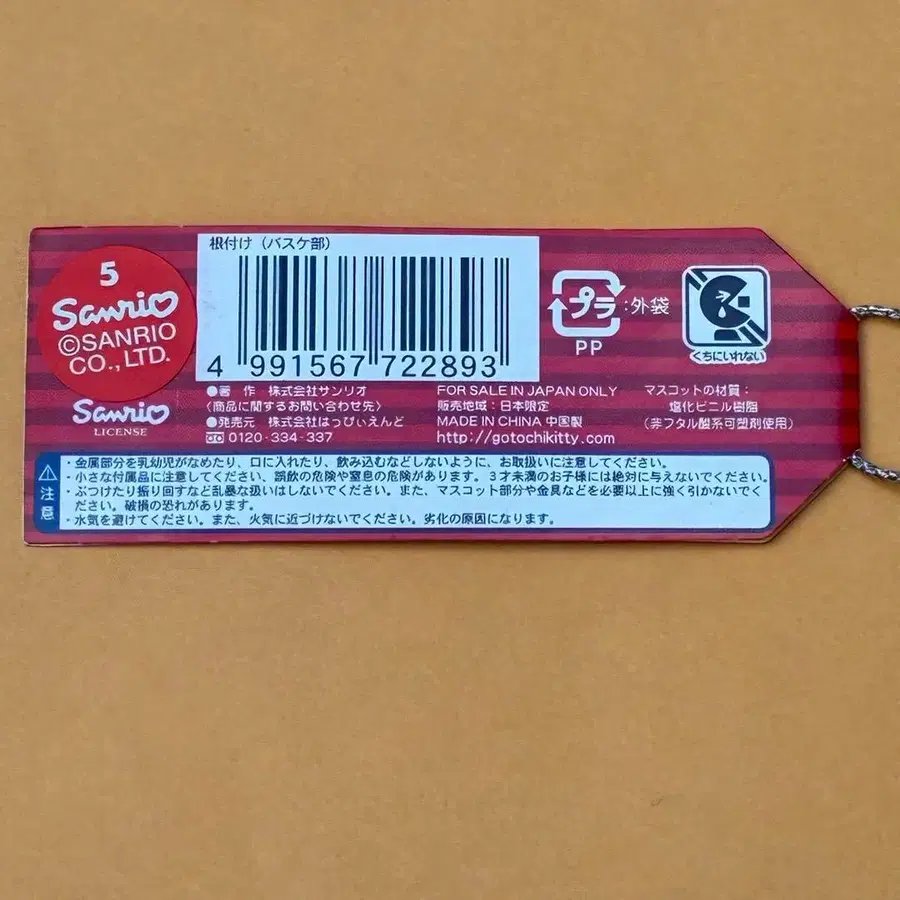 5
Sanrio
©SANRIO
CO., LTD.
Sanrio
LICENSE
根付け（バスケ部）
4 991567 722893
プラ：外袋
PP
くちにいれない
●著　作　株式会社サンリオ
〈商品に関するお問い合わせ先〉
●発売元　株式会社はっぴぃえんど
0120-334-337
FOR SALE IN JAPAN ONLY
販売地域：日本限定
MADE IN CHINA 中国製
http://gotochikitty.com
マスコットの材質：
塩化ビニル樹脂
（非フタル酸系可塑剤使用）
注意
・金属部分を乳幼児がなめたり、口に入れたり、飲み込むなどしないように、お取扱いに注意してください。
・小さな付属品に注意してください、誤飲の危険や窒息の危険があります。３才未満のお子様には絶対に与えないでください。
・ぶつけたり振り回すなど乱暴な扱いはしないでください。また、マスコット部分や金具などを必要以上に強く引かないでく
ださい。破損の恐れがあります。
・水気を避けてください。また、火気に近づけないでください。劣化の原因になります。